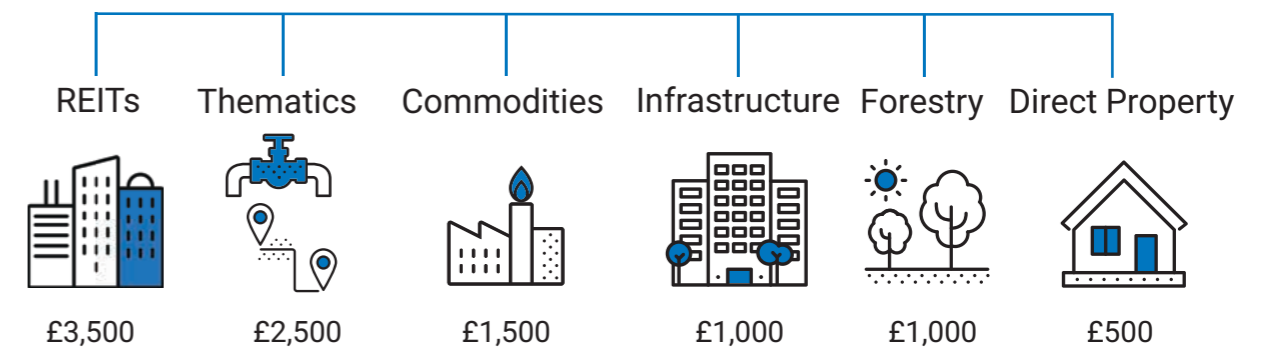 REITs Thematics Commodities Infrastructure Forestry Direct Property
£3,500 £2,500 £1,500 £1,000 £1,000 £500